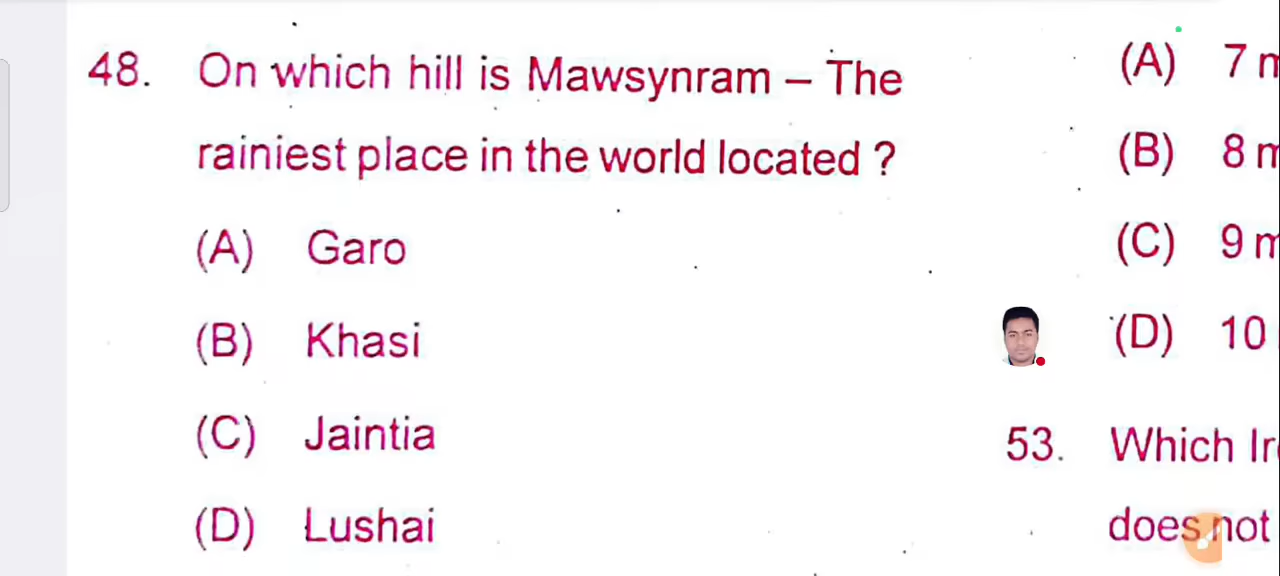 48. On which hill is Mawsynram – The
rainiest place in the world located ?
(A) Garo
(B) Khasi
(C) Jaintia
(D) Lushai
(A) 7
(B) 8
(C) 9
(D) 10
53. Which
does not